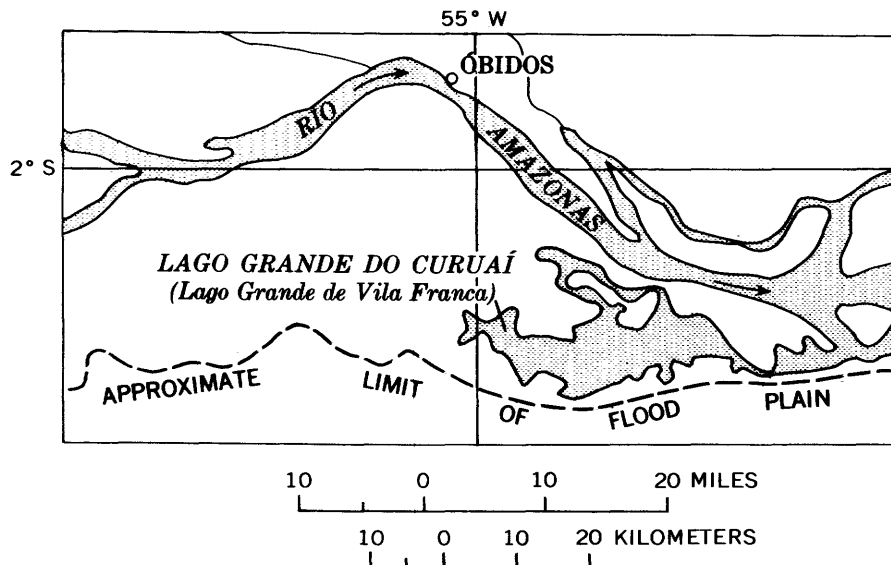 55° W
ÓBIDOS
RÍO
AMAZONAS
2° S
LAGO GRANDE DO CURUAÍ
(Lago Grande de Vila Franca)
APPROXIMATE LIMIT OF FLOOD PLAIN
10 0 10 20 MILES
10 0 10 20 KILOMETERS